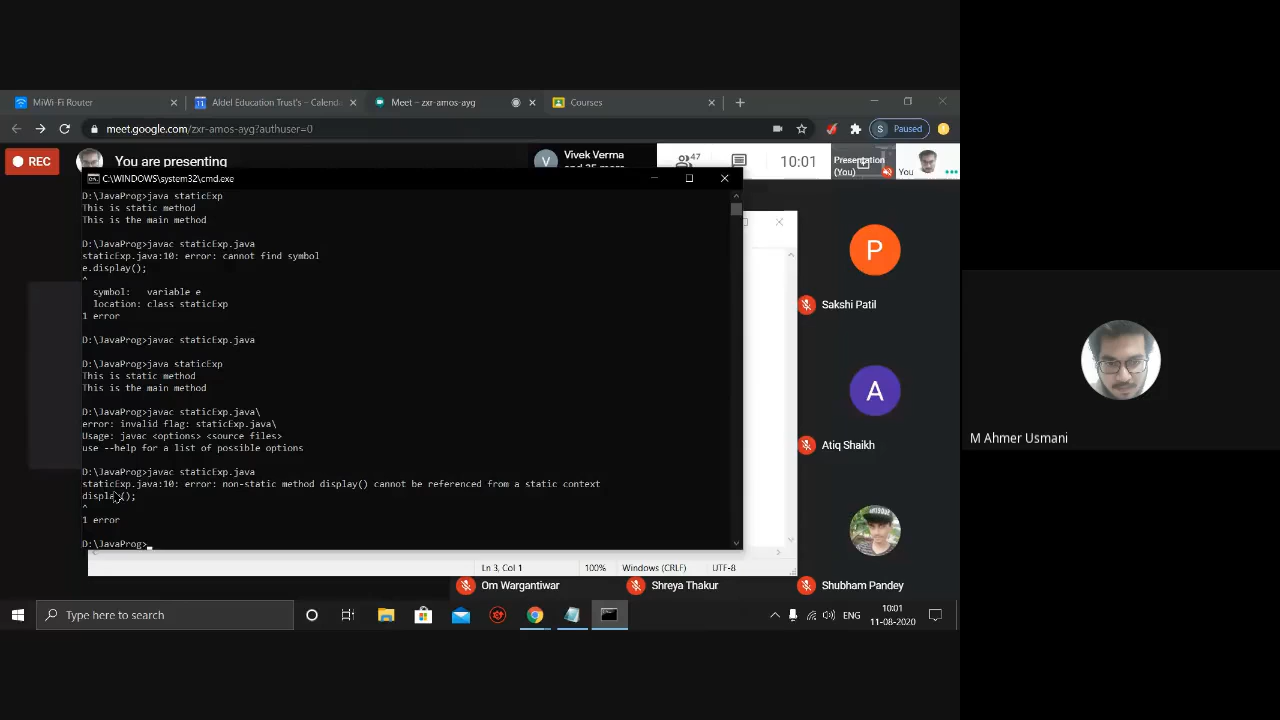 MiWi-Fi Router
Aldel Education Trust's – Calenda
Meet – zxr-amos-ayg
Courses
meet.google.com/zxr-amos-ayg?authuser=0
S Paused
REC
You are presenting
V Vivek Verma
47
10:01
Presentation
(You)
You
C:\WINDOWS\system32\cmd.exe
D:\JavaProg>java staticExp
This is static method
This is the main method
D:\JavaProg>javac staticExp.java
staticExp.java:10: error: cannot find symbol
e.display();
^
symbol: variable e
location: class staticExp
1 error
D:\JavaProg>javac staticExp.java
D:\JavaProg>java staticExp
This is static method
This is the main method
D:\JavaProg>javac staticExp.java\
error: invalid flag: staticExp.java\
Usage: javac <options> <source files>
use --help for a list of possible options
D:\JavaProg>javac staticExp.java
staticExp.java:10: error: non-static method display() cannot be referenced from a static context
display();
^
1 error
D:\JavaProg>
P
Sakshi Patil
A
Atiq Shaikh
M Ahmer Usmani
Ln 3, Col 1 100% Windows (CRLF) UTF-8
Om Wargantiwar
Shreya Thakur
Shubham Pandey
Type here to search
ENG
10:01
11-08-2020